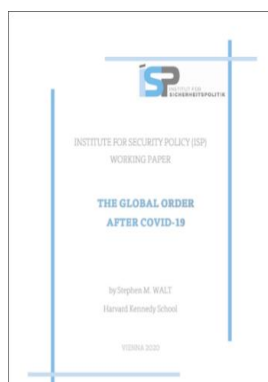 ISP
INSTITUT FÜR
SICHERHEITSPOLITIK
INSTITUTE FOR SECURITY POLICY (ISP)
WORKING PAPER
THE GLOBAL ORDER
AFTER COVID-19
by Stephen M. WALT
Harvard Kennedy School
VIENNA 2020